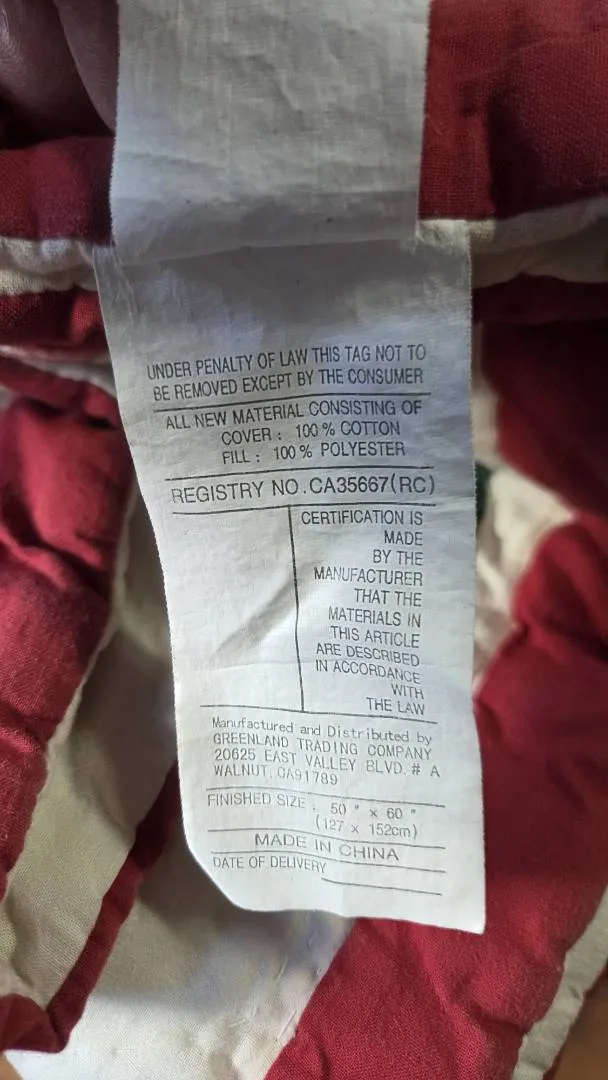 UNDER PENALTY OF LAW THIS TAG NOT TO
BE REMOVED EXCEPT BY THE CONSUMER
ALL NEW MATERIAL CONSISTING OF
COVER : 100 % COTTON
FILL : 100 % POLYESTER
REGISTRY NO. CA35667(RC)
CERTIFICATION IS
MADE
BY THE
MANUFACTURER
THAT THE
MATERIALS IN
THIS ARTICLE
ARE DESCRIBED
IN ACCORDANCE
WITH
THE LAW
Manufactured and Distributed by
GREENLAND TRADING COMPANY
20625 EAST VALLEY BLVD. # A
WALNUT, CA91789
FINISHED SIZE : 50 " x 60 "
(127 x 152cm)
MADE IN CHINA
DATE OF DELIVERY